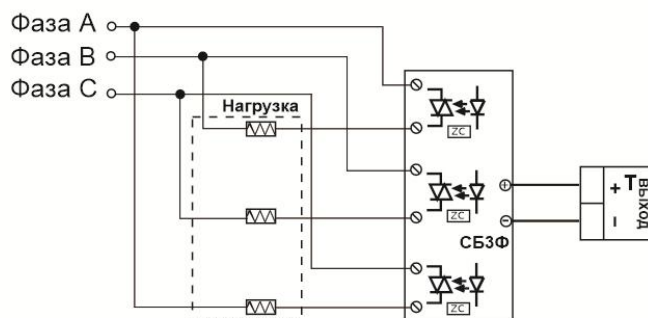 Фаза А
Фаза В
Фаза С
Нагрузка
ZC
ZC
ZC
СБ3Ф
+
−
+ Т
−
ВЫХОД